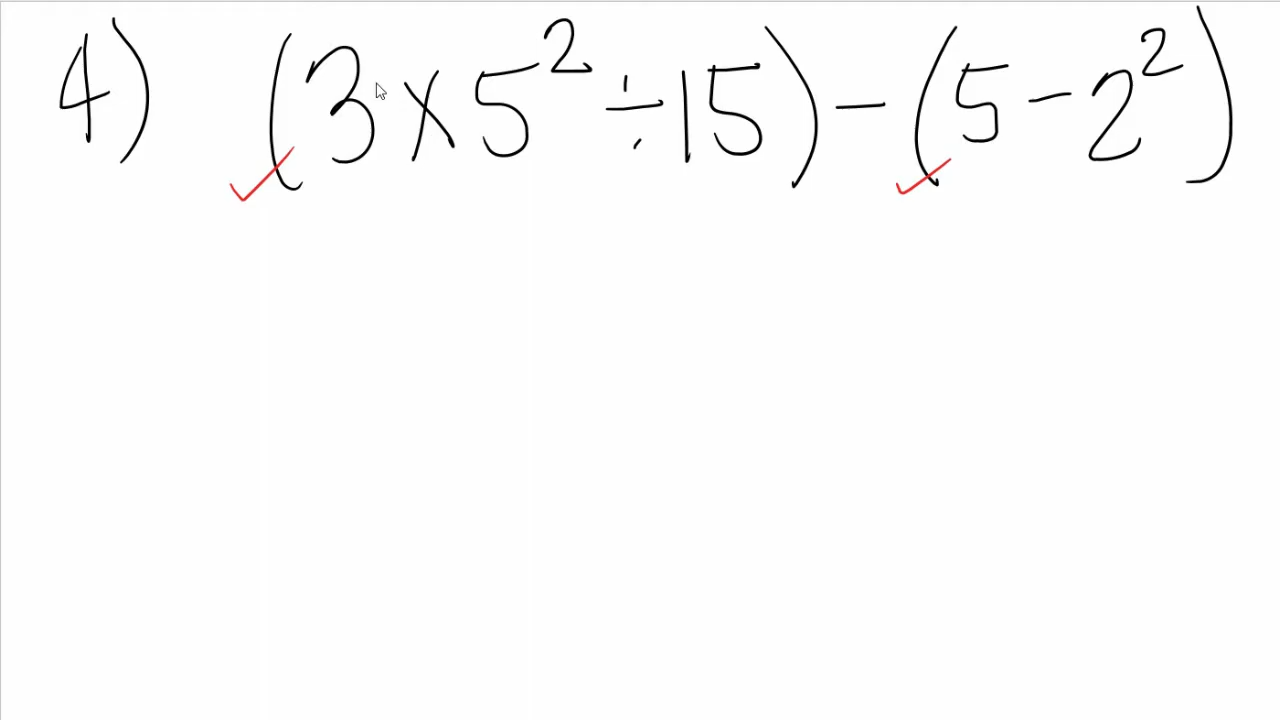 4) (3 × 5² ÷ 15) − (5 − 2²)